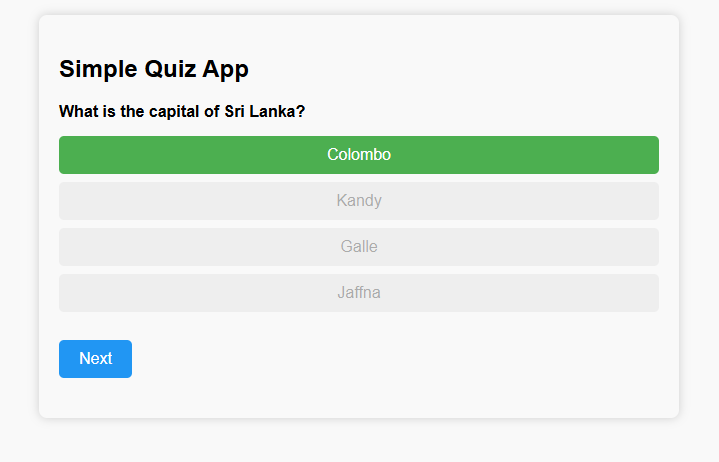 Simple Quiz App
What is the capital of Sri Lanka?
Colombo
Kandy
Galle
Jaffna
Next